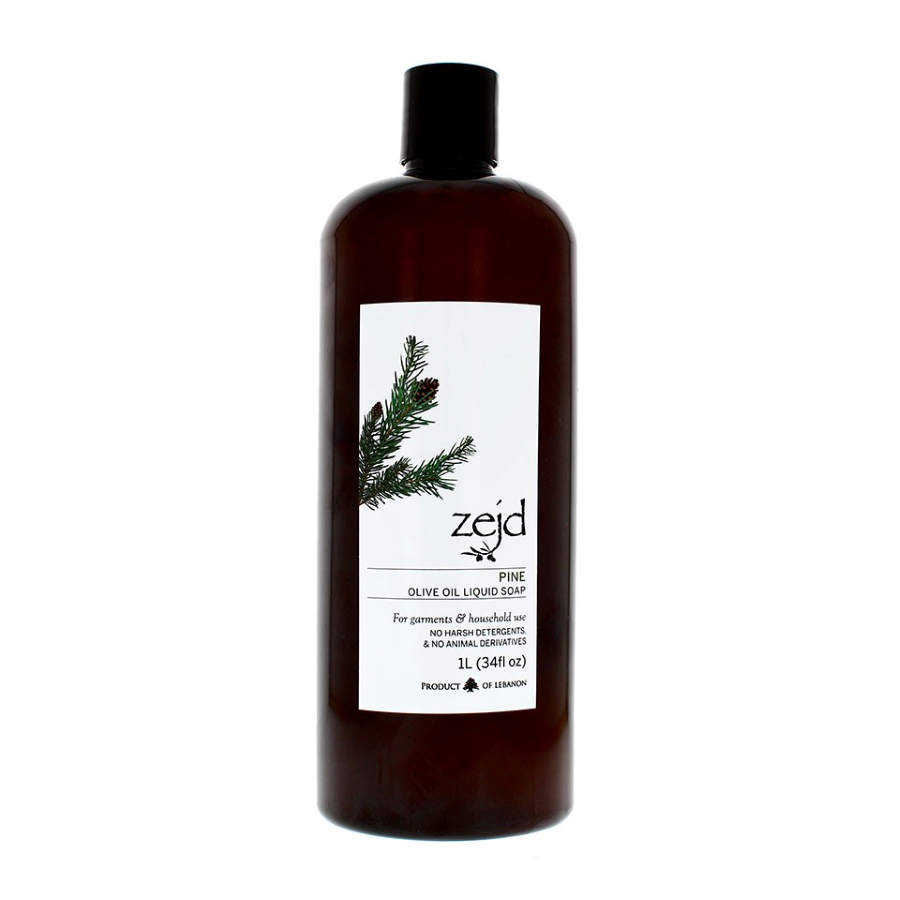 zejd
PINE
OLIVE OIL LIQUID SOAP
For garments & household use
NO HARSH DETERGENTS,
& NO ANIMAL DERIVATIVES
1L (34fl oz)
PRODUCT OF LEBANON